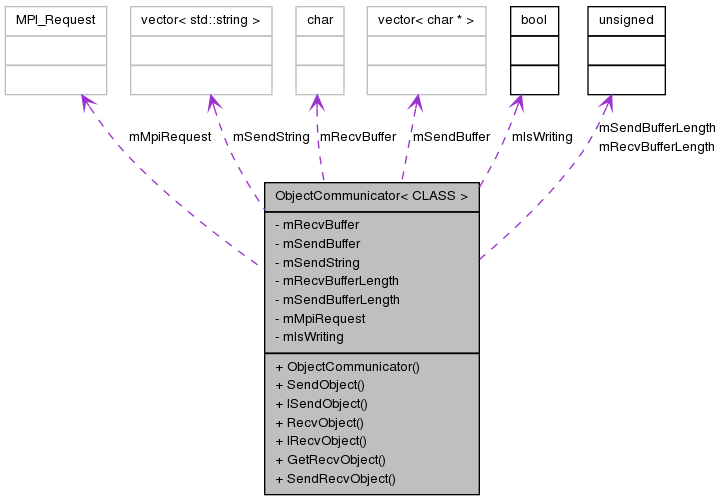 MPI_Request
vector< std::string >
char
vector< char * >
bool
unsigned
mMpiRequest
mSendString
mRecvBuffer
mSendBuffer
mIsWriting
mSendBufferLength
mRecvBufferLength
ObjectCommunicator< CLASS >
- mRecvBuffer
- mSendBuffer
- mSendString
- mRecvBufferLength
- mSendBufferLength
- mMpiRequest
- mIsWriting
+ ObjectCommunicator()
+ SendObject()
+ ISendObject()
+ RecvObject()
+ IRecvObject()
+ GetRecvObject()
+ SendRecvObject()